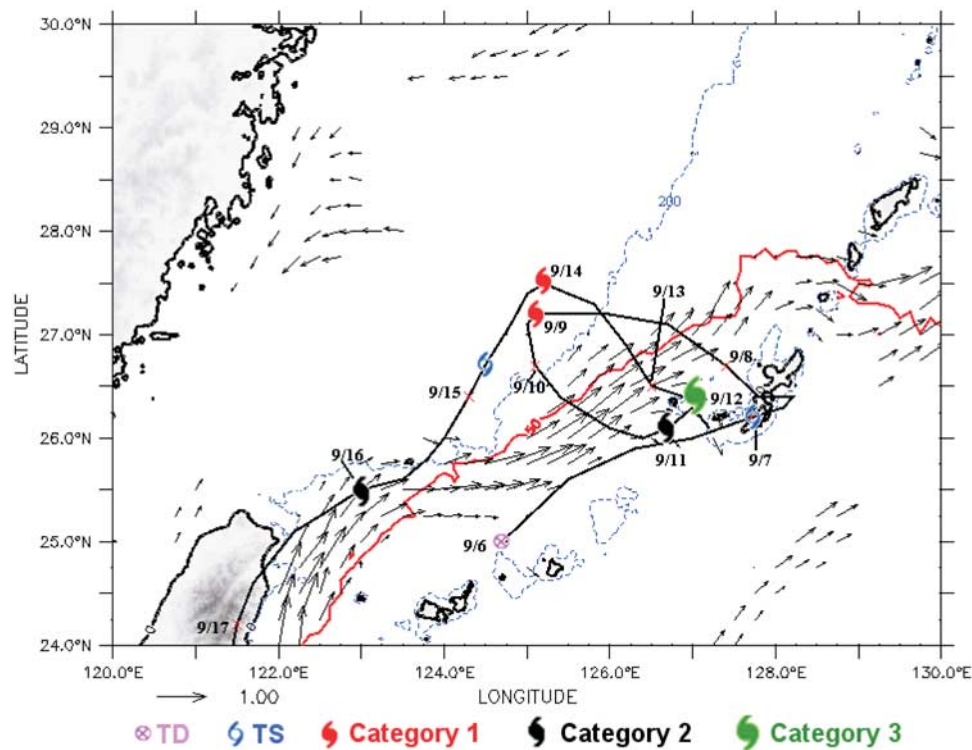 30.0°N
29.0°N
28.0°N
27.0°N
26.0°N
25.0°N
24.0°N
LATITUDE
200
9/14
9/13
9/9
9/8
9/10
9/15
9/12
50
9/16
9/11
9/7
9/6
9/17
0
0
120.0°E
122.0°E
124.0°E
126.0°E
128.0°E
130.0°E
1.00
LONGITUDE
TD
TS
Category 1
Category 2
Category 3